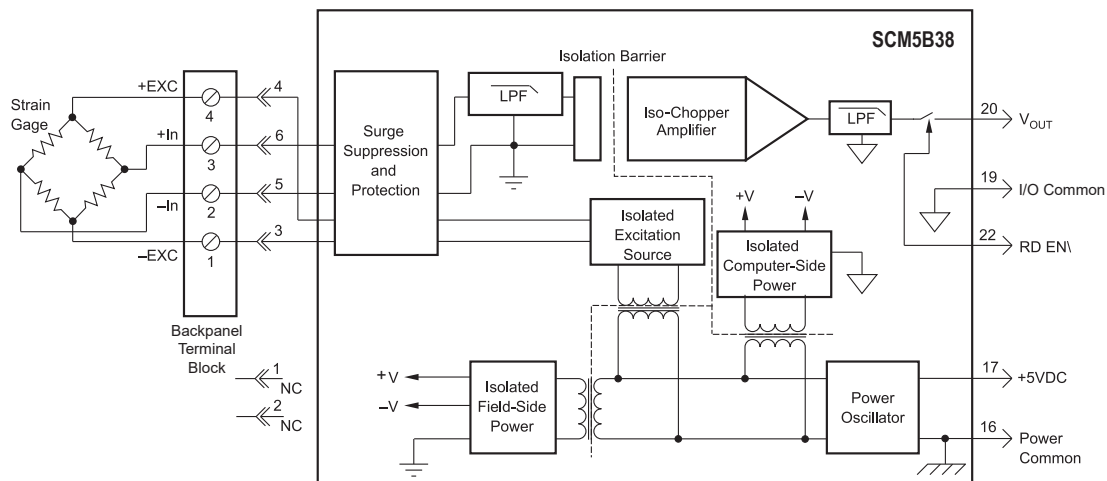 SCM5B38
Isolation Barrier
Strain
Gage
+EXC
4
4
+In
3
6
–In
2
5
–EXC
1
3
Backpanel
Terminal
Block
1
NC
2
NC
Surge
Suppression
and
Protection
LPF
Iso-Chopper
Amplifier
LPF
20
VOUT
19
I/O Common
22
RD EN\
Isolated
Excitation
Source
+V
–V
Isolated
Computer-Side
Power
+V
–V
Isolated
Field-Side
Power
Power
Oscillator
17
+5VDC
16
Power
Common